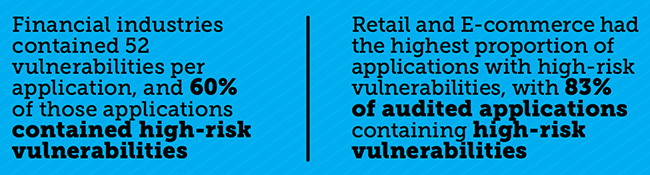 Financial industries
contained 52
vulnerabilities per
application, and 60%
of those applications
contained high-risk
vulnerabilities
Retail and E-commerce had
the highest proportion of
applications with high-risk
vulnerabilities, with 83%
of audited applications
containing high-risk
vulnerabilities